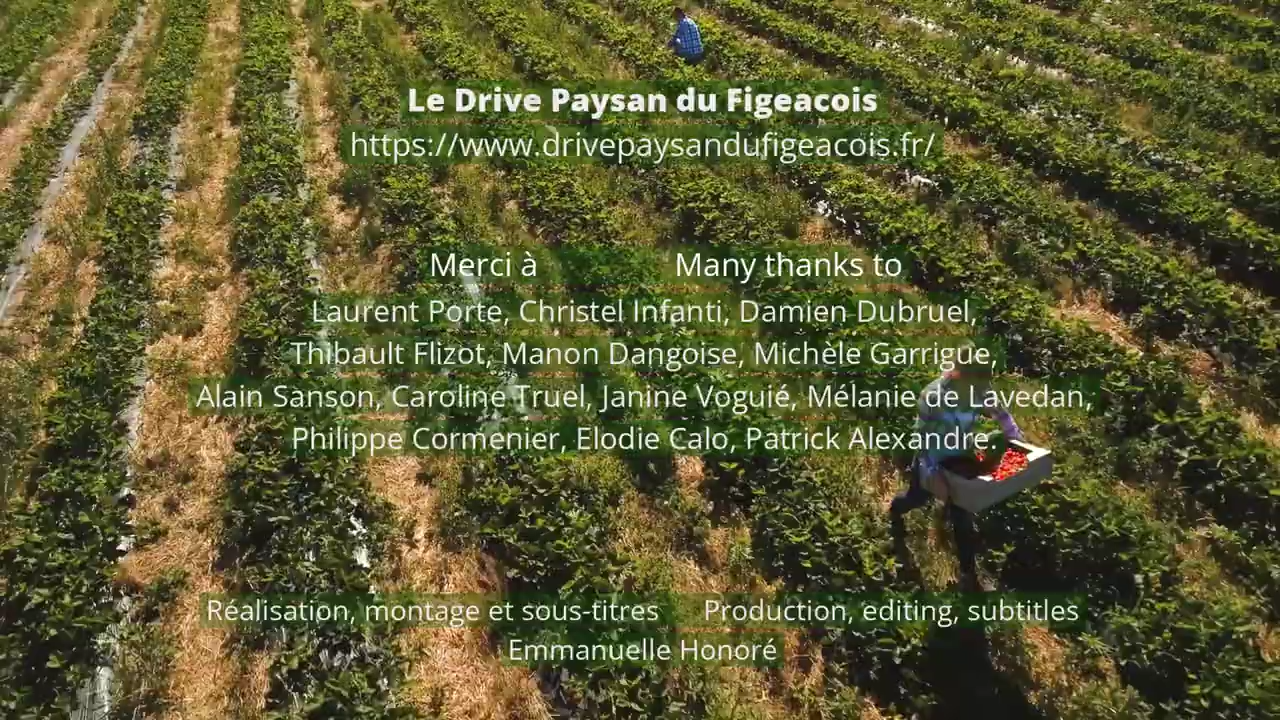 Le Drive Paysan du Figeacois
https://www.drivepaysandufigeacois.fr/
Merci à Many thanks to
Laurent Porte, Christel Infanti, Damien Dubruel,
Thibault Flizot, Manon Dangoise, Michèle Garrigue,
Alain Sanson, Caroline Truel, Janine Voguié, Mélanie de Lavedan,
Philippe Cormenier, Elodie Calo, Patrick Alexandre.
Réalisation, montage et sous-titres Production, editing, subtitles
Emmanuelle Honoré